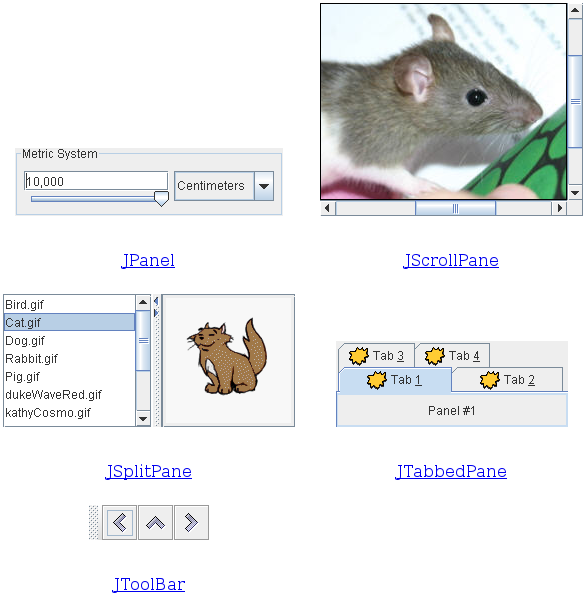 Metric System
10,000
Centimeters
JPanel
JScrollPane
Bird.gif
Cat.gif
Dog.gif
Rabbit.gif
Pig.gif
dukeWaveRed.gif
kathyCosmo.gif
JSplitPane
Tab 3 Tab 4
Tab 1 Tab 2
Panel #1
JTabbedPane
JToolBar